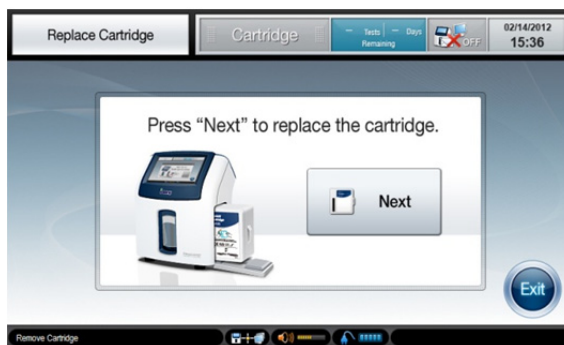 Replace Cartridge
Cartridge
– Tests – Days
Remaining
OFF
02/14/2012
15:36
Press “Next” to replace the cartridge.
Next
Exit
Remove Cartridge